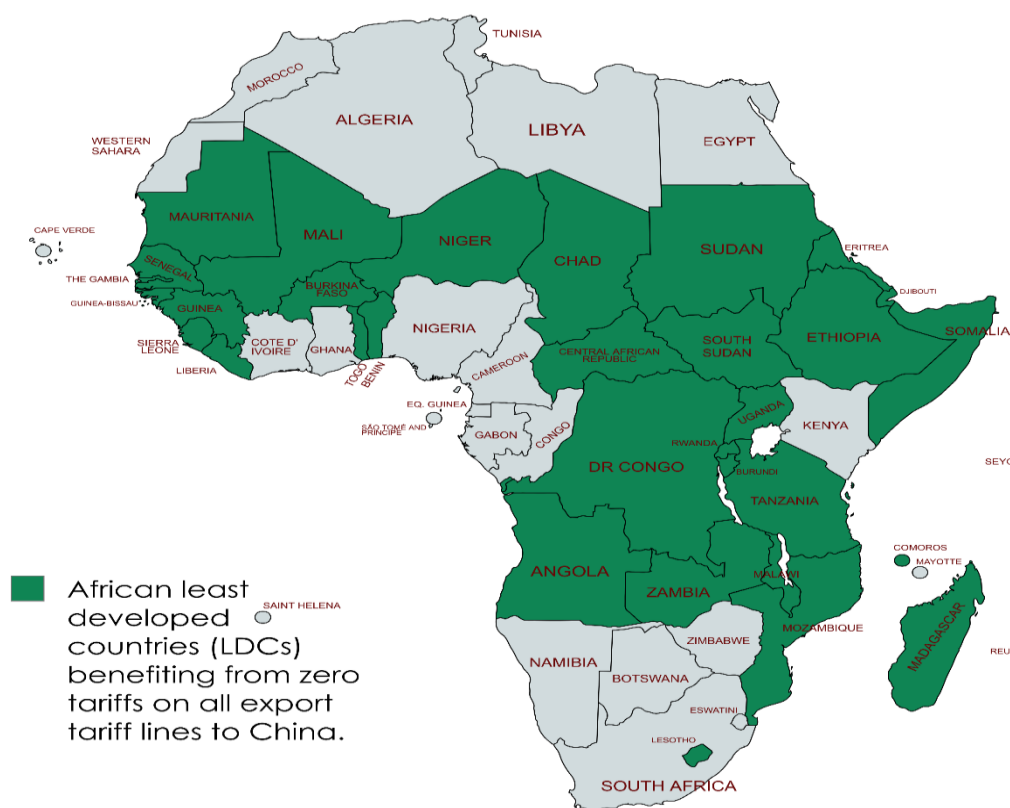 TUNISIA
MOROCCO
ALGERIA
LIBYA
EGYPT
WESTERN
SAHARA
MAURITANIA
MALI
NIGER
CHAD
SUDAN
CAPE VERDE
ERITREA
SENEGAL
THE GAMBIA
DJIBOUTI
BURKINA
FASO
GUINEA-BISSAU
GUINEA
NIGERIA
SOMALIA
ETHIOPIA
SOUTH
SUDAN
SIERRA
LEONE
COTE D'
IVOIRE
GHANA
CENTRAL AFRICAN
REPUBLIC
CAMEROON
LIBERIA
TOGO
BENIN
EQ. GUINEA
UGANDA
KENYA
SÃO TOMÉ AND
PRINCIPE
GABON
CONGO
RWANDA
DR CONGO
BURUNDI
SEYC
TANZANIA
COMOROS
MAYOTTE
ANGOLA
MALAWI
ZAMBIA
African least
developed
countries (LDCs)
benefiting from zero
tariffs on all export
tariff lines to China.
SAINT HELENA
MOZAMBIQUE
MADAGASCAR
ZIMBABWE
REU
NAMIBIA
BOTSWANA
ESWATINI
LESOTHO
SOUTH AFRICA